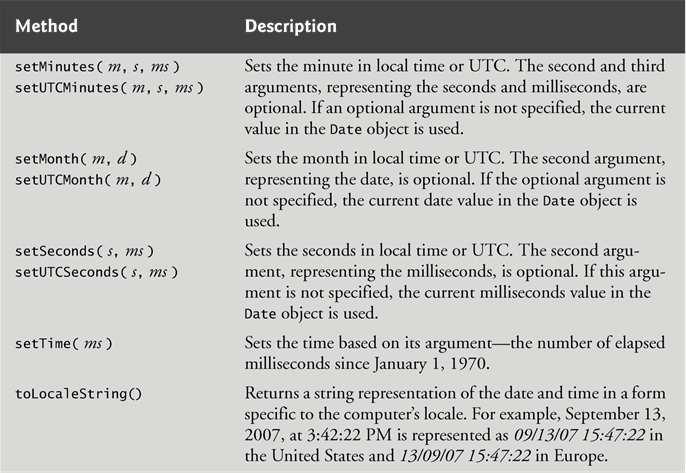 Method Description
setMinutes( m, s, ms ) Sets the minute in local time or UTC. The second and third
setUTCMinutes( m, s, ms ) arguments, representing the seconds and milliseconds, are
optional. If an optional argument is not specified, the current
value in the Date object is used.
setMonth( m, d ) Sets the month in local time or UTC. The second argument,
setUTCMonth( m, d ) representing the date, is optional. If the optional argument is
not specified, the current date value in the Date object is
used.
setSeconds( s, ms ) Sets the seconds in local time or UTC. The second argu-
setUTCSeconds( s, ms ) ment, representing the milliseconds, is optional. If this argu-
ment is not specified, the current milliseconds value in the
Date object is used.
setTime( ms ) Sets the time based on its argument—the number of elapsed
milliseconds since January 1, 1970.
toLocaleString() Returns a string representation of the date and time in a form
specific to the computer's locale. For example, September 13,
2007, at 3:42:22 PM is represented as 09/13/07 15:47:22 in
the United States and 13/09/07 15:47:22 in Europe.